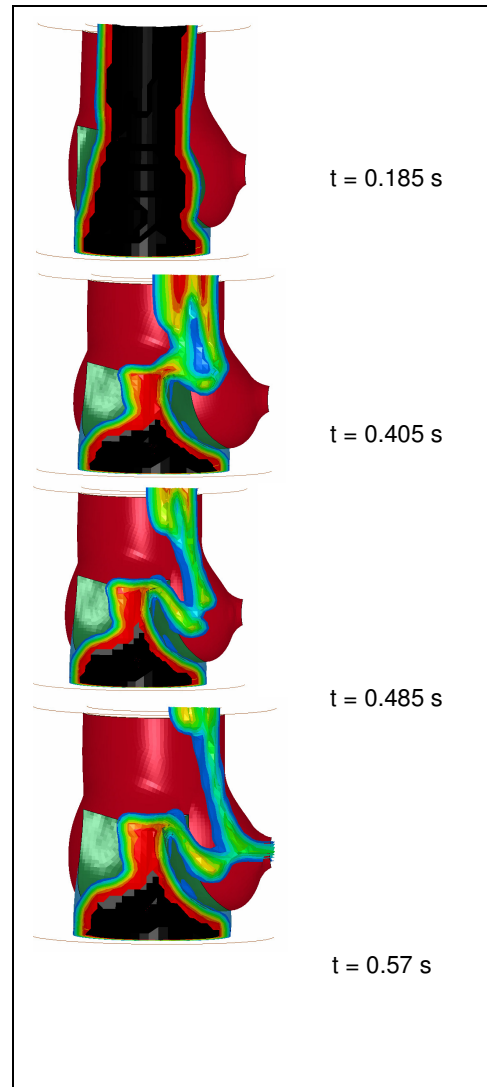 t = 0.185 s
t = 0.405 s
t = 0.485 s
t = 0.57 s